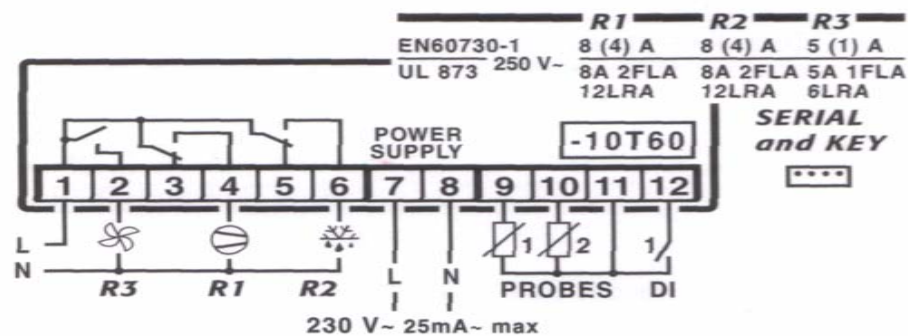 R1 R2 R3
EN60730-1 250 V~ 8 (4) A 8 (4) A 5 (1) A
UL 873 8A 2FLA 8A 2FLA 5A 1FLA
12LRA 12LRA 6LRA
SERIAL
and KEY
POWER
SUPPLY
-10T60
1 2 3 4 5 6 7 8 9 10 11 12
L
N
1 2 1
R3 R1 R2 L N PROBES DI
230 V~ 25mA~ max